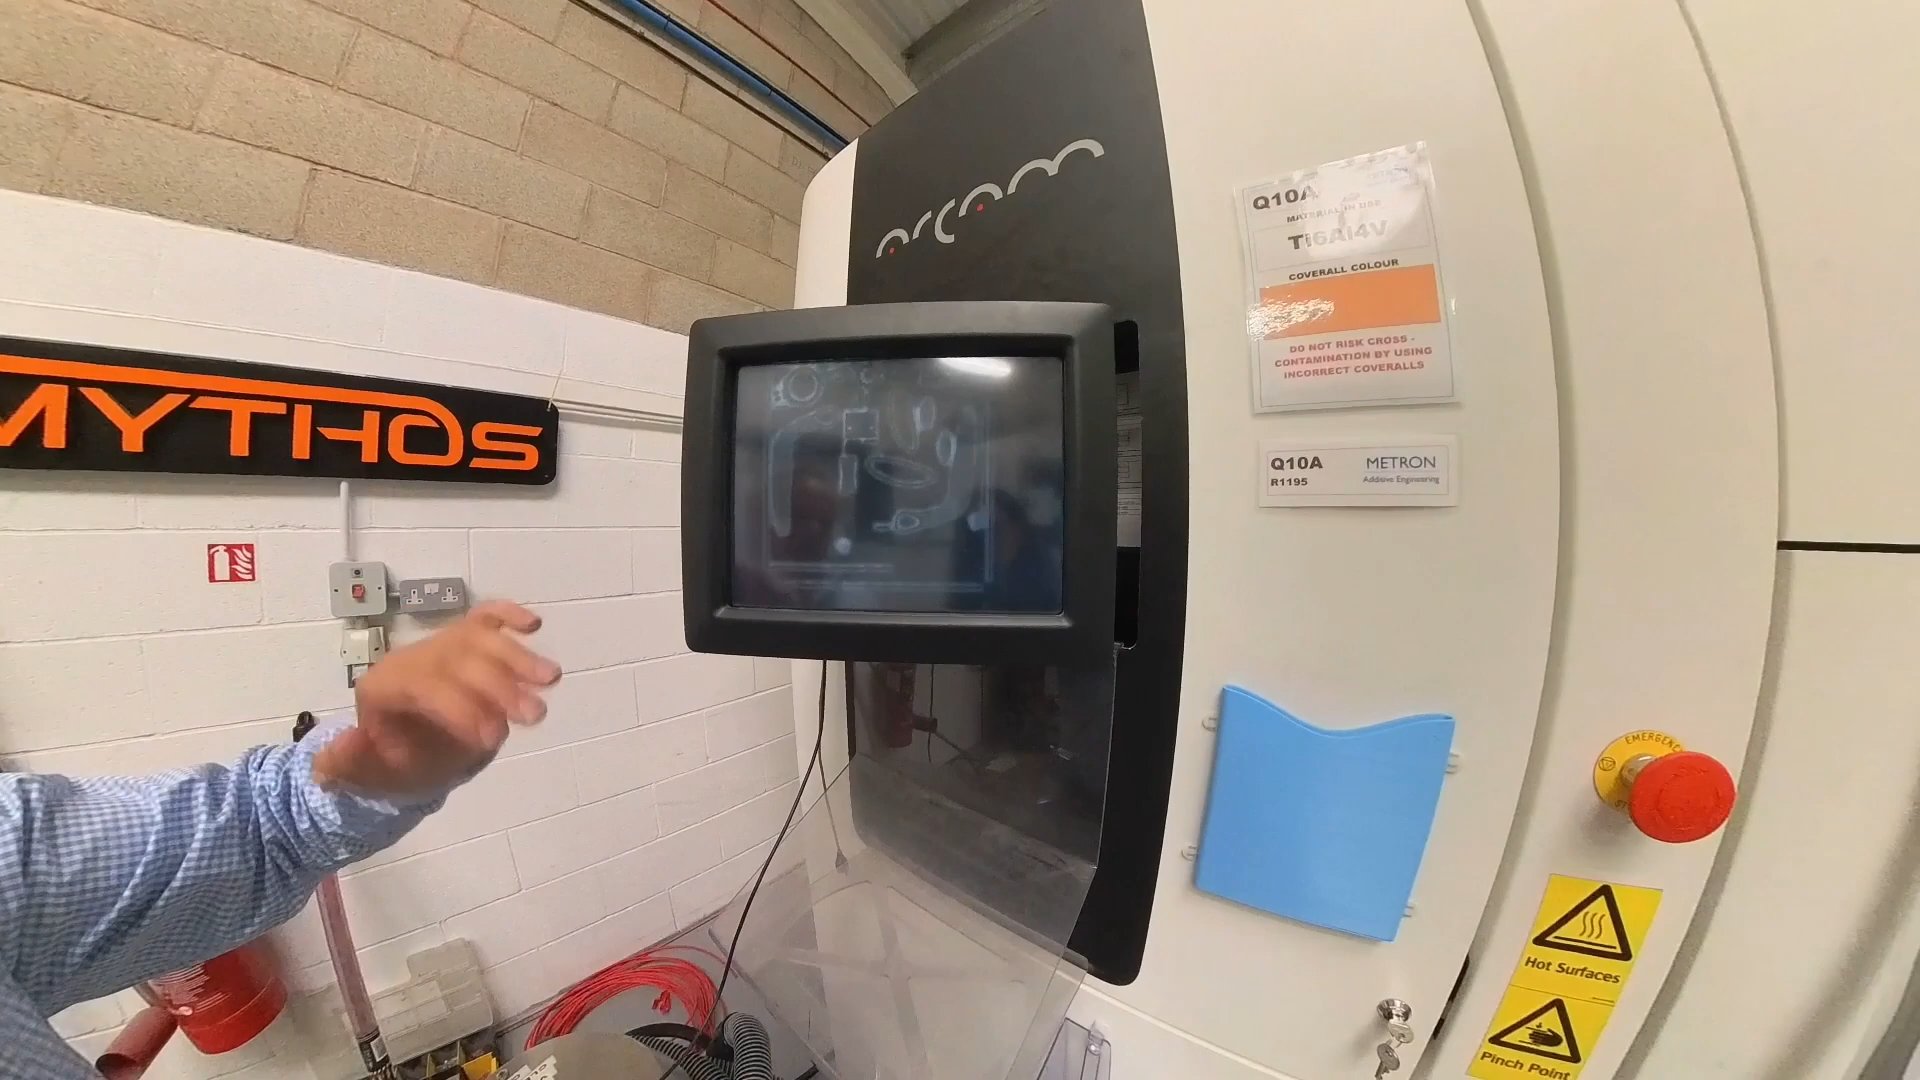 arcam
MYTHOS
Q10A
MATERIAL IN USE
Ti6Al4V
COVERALL COLOUR
DO NOT RISK CROSS -
CONTAMINATION BY USING
INCORRECT COVERALLS
Q10A
METRON
R1195
Additive Engineering
EMERGENCY
Hot Surfaces
Pinch Point